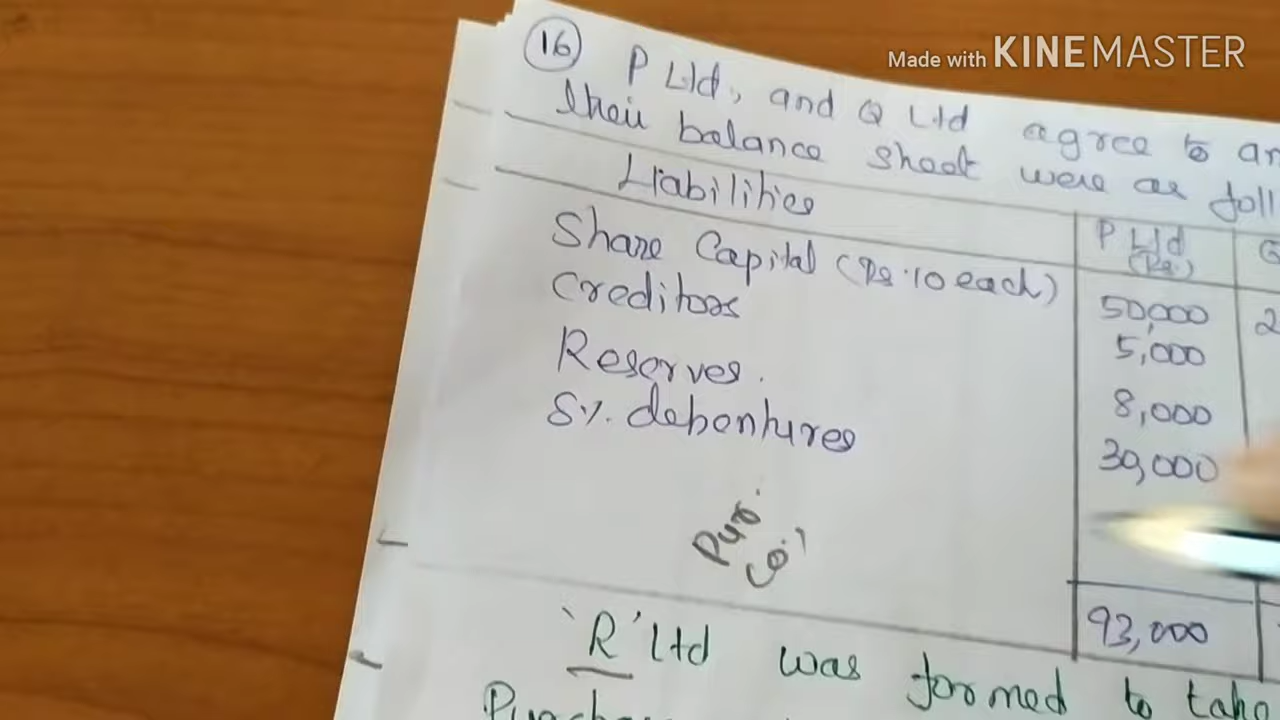 Made with KINEMASTER
16 P Ltd, and Q Ltd agree to
their balance sheet were as
Liabilities P Ltd (Rs.)
Share Capital (Rs.10 each) 50,000 2
Creditors 5,000
Reserves. 8,000
debentures 30,000
Pur.
93,000
'R' Ltd was formed to take